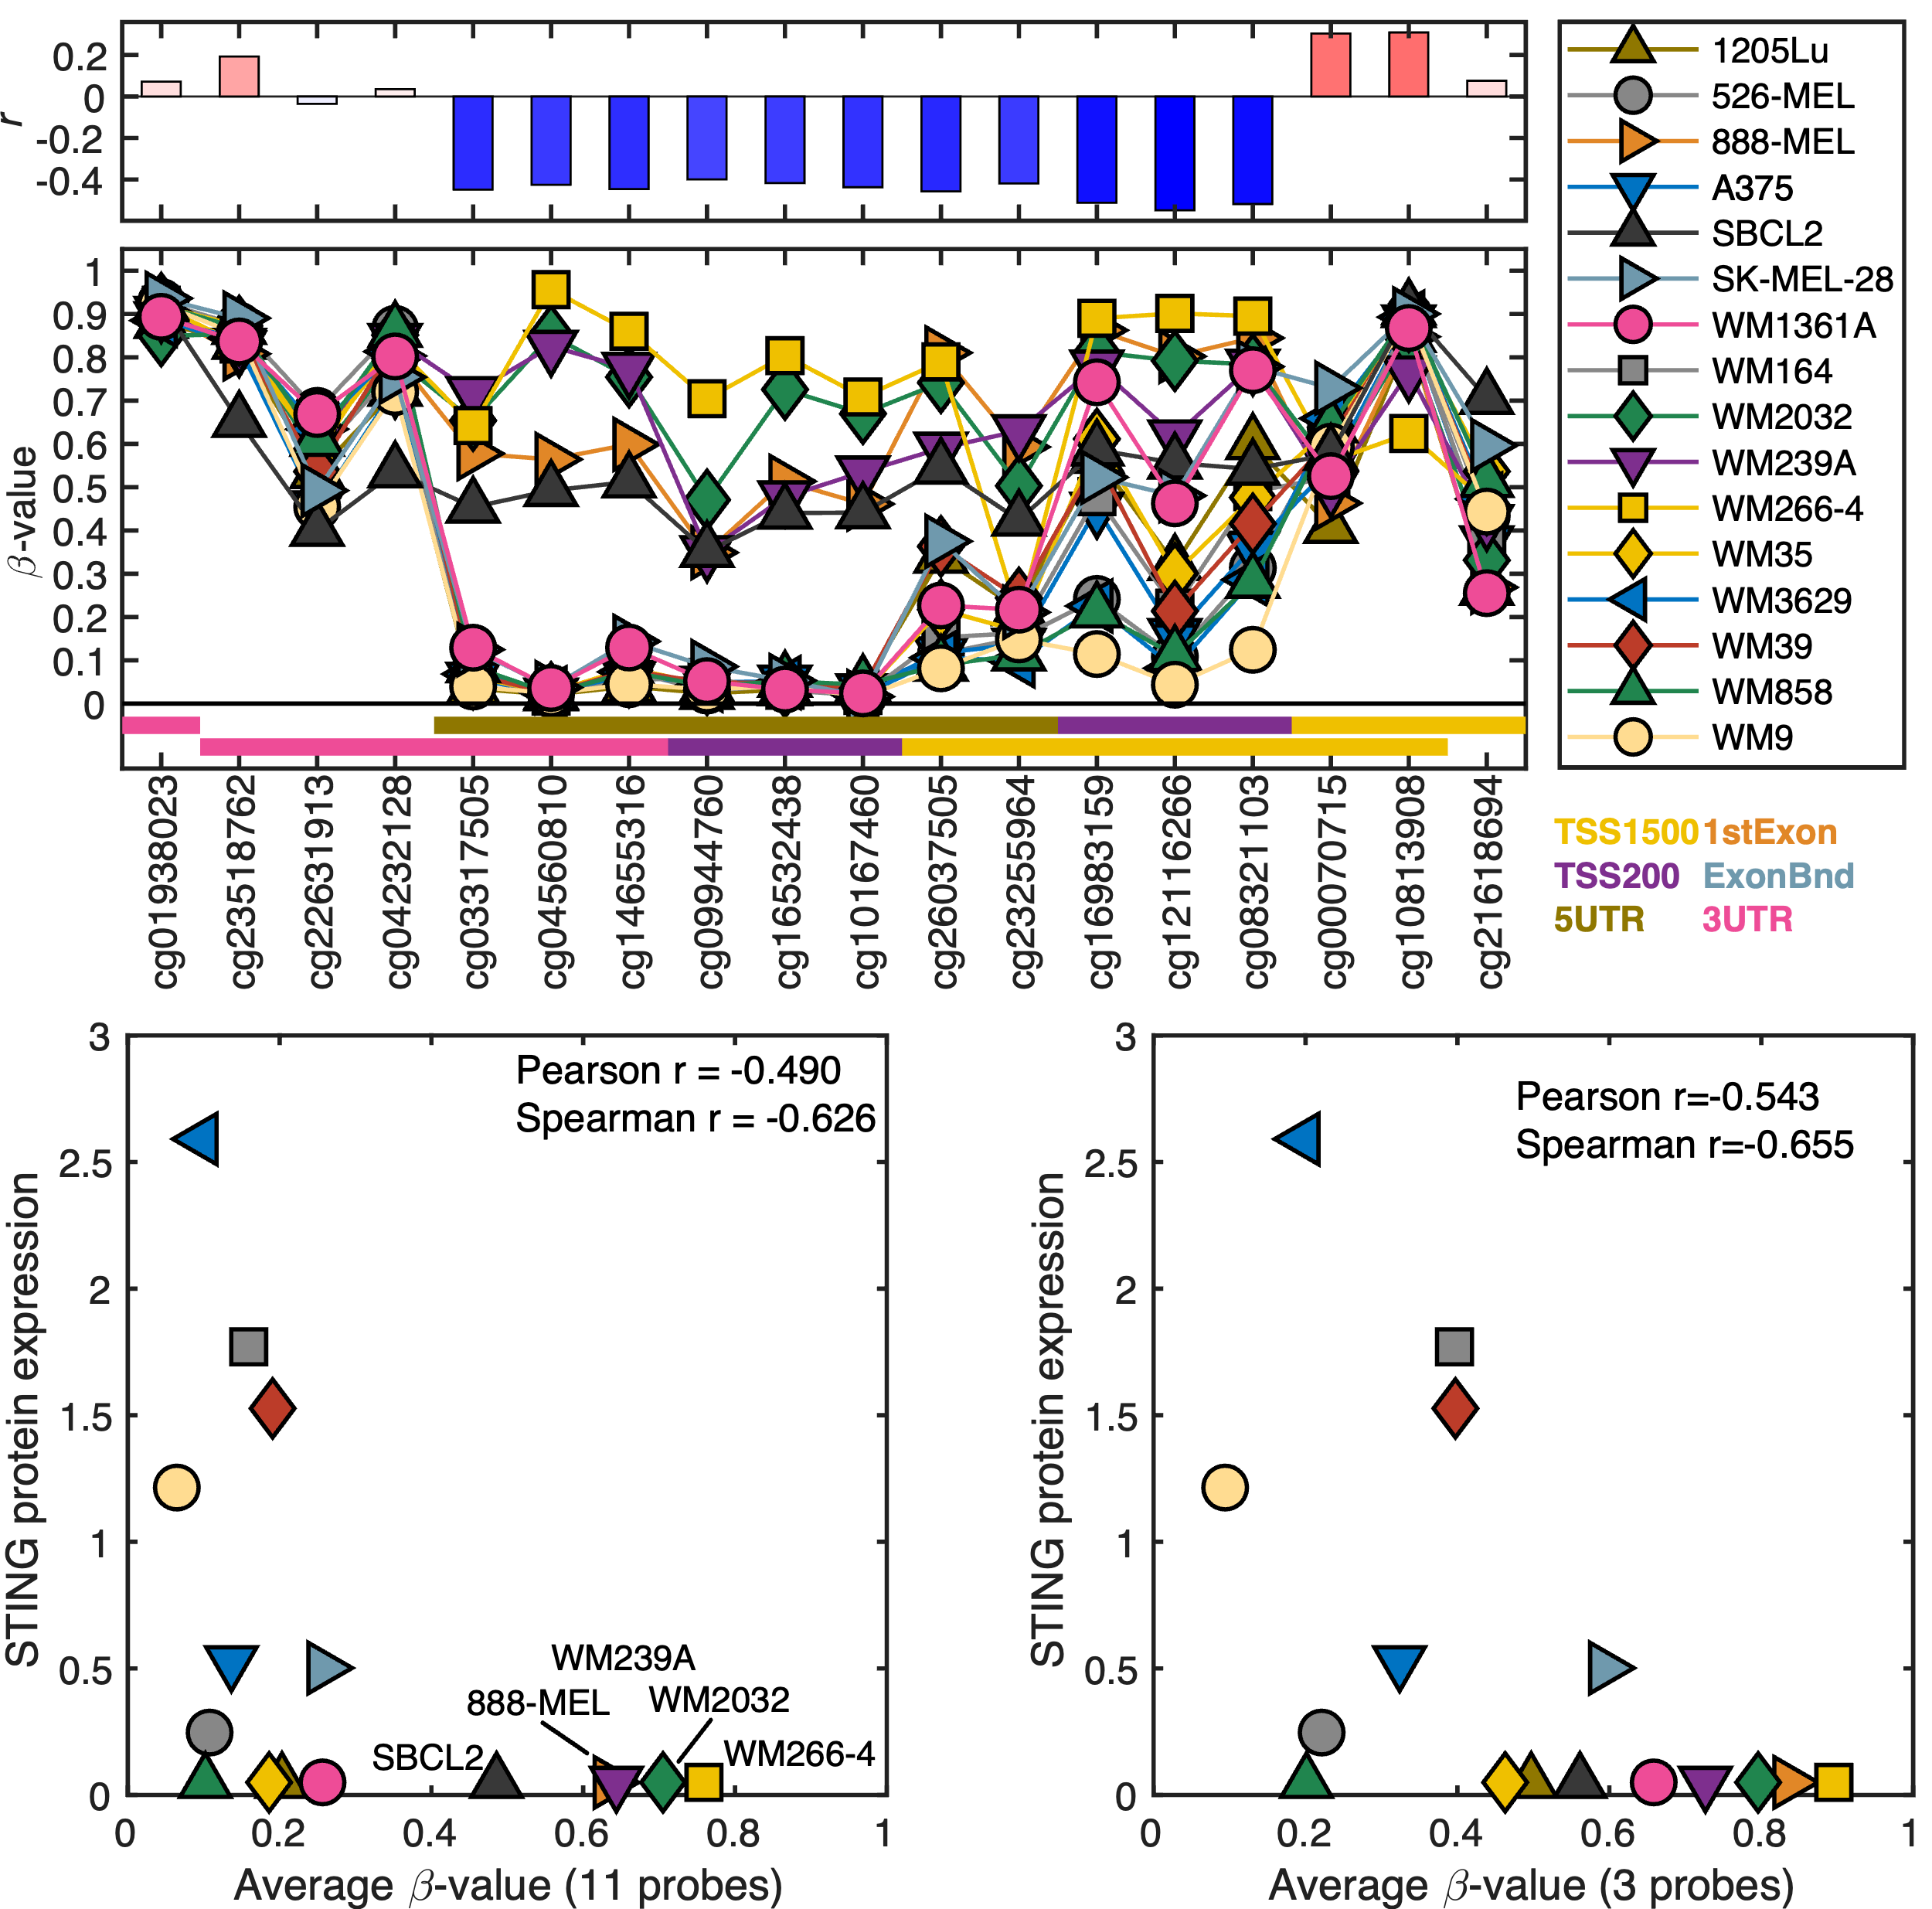 0.2
0
-0.2
-0.4
r
1205Lu
526-MEL
888-MEL
A375
SBCL2
SK-MEL-28
WM1361A
WM164
WM2032
WM239A
WM266-4
WM35
WM3629
WM39
WM858
WM9
1
0.9
0.8
0.7
0.6
0.5
0.4
0.3
0.2
0.1
0
β-value
cg01938023
cg23518762
cg22631913
cg04232128
cg03317505
cg04560810
cg14655316
cg09944760
cg16532438
cg10167460
cg26037505
cg23255964
cg16983159
cg12116266
cg08321103
cg00070715
cg10813908
cg21618694
TSS1500 1stExon
TSS200 ExonBnd
5UTR 3UTR
3
2.5
2
1.5
1
0.5
0
STING protein expression
Pearson r = -0.490
Spearman r = -0.626
WM239A
888-MEL
WM2032
SBCL2
WM266-4
0 0.2 0.4 0.6 0.8 1
Average β-value (11 probes)
3
2.5
2
1.5
1
0.5
0
STING protein expression
Pearson r=-0.543
Spearman r=-0.655
0 0.2 0.4 0.6 0.8 1
Average β-value (3 probes)